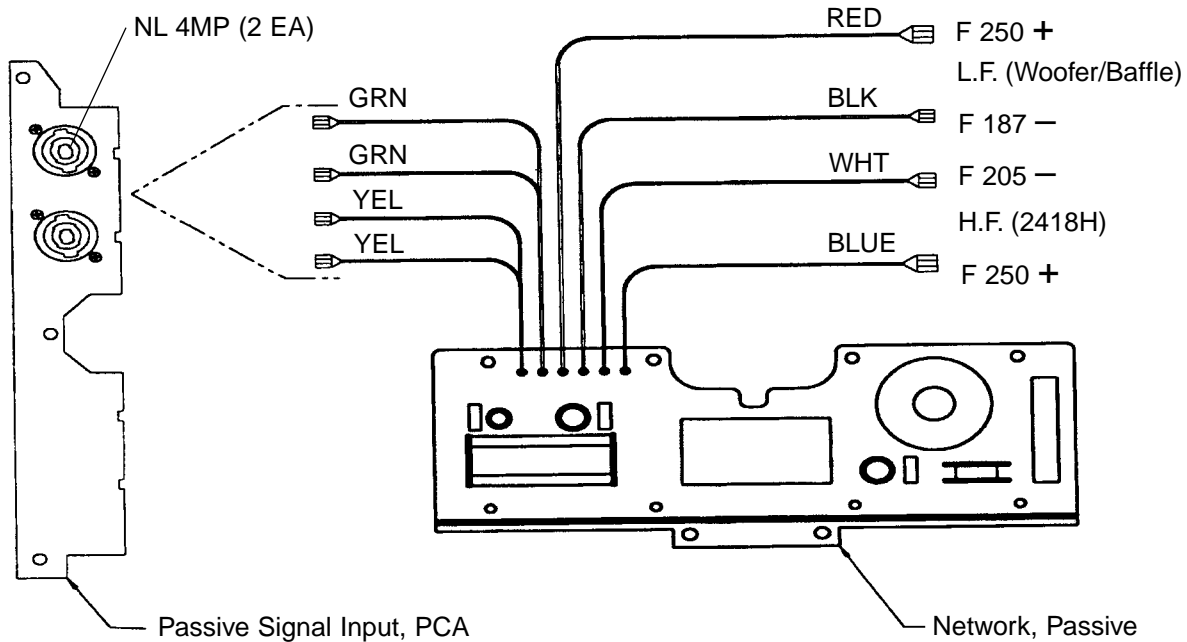 NL 4MP (2 EA)
RED
F 250 +
L.F. (Woofer/Baffle)
GRN
BLK
F 187 −
GRN
WHT
F 205 −
YEL
H.F. (2418H)
YEL
BLUE
F 250 +
Passive Signal Input, PCA
Network, Passive